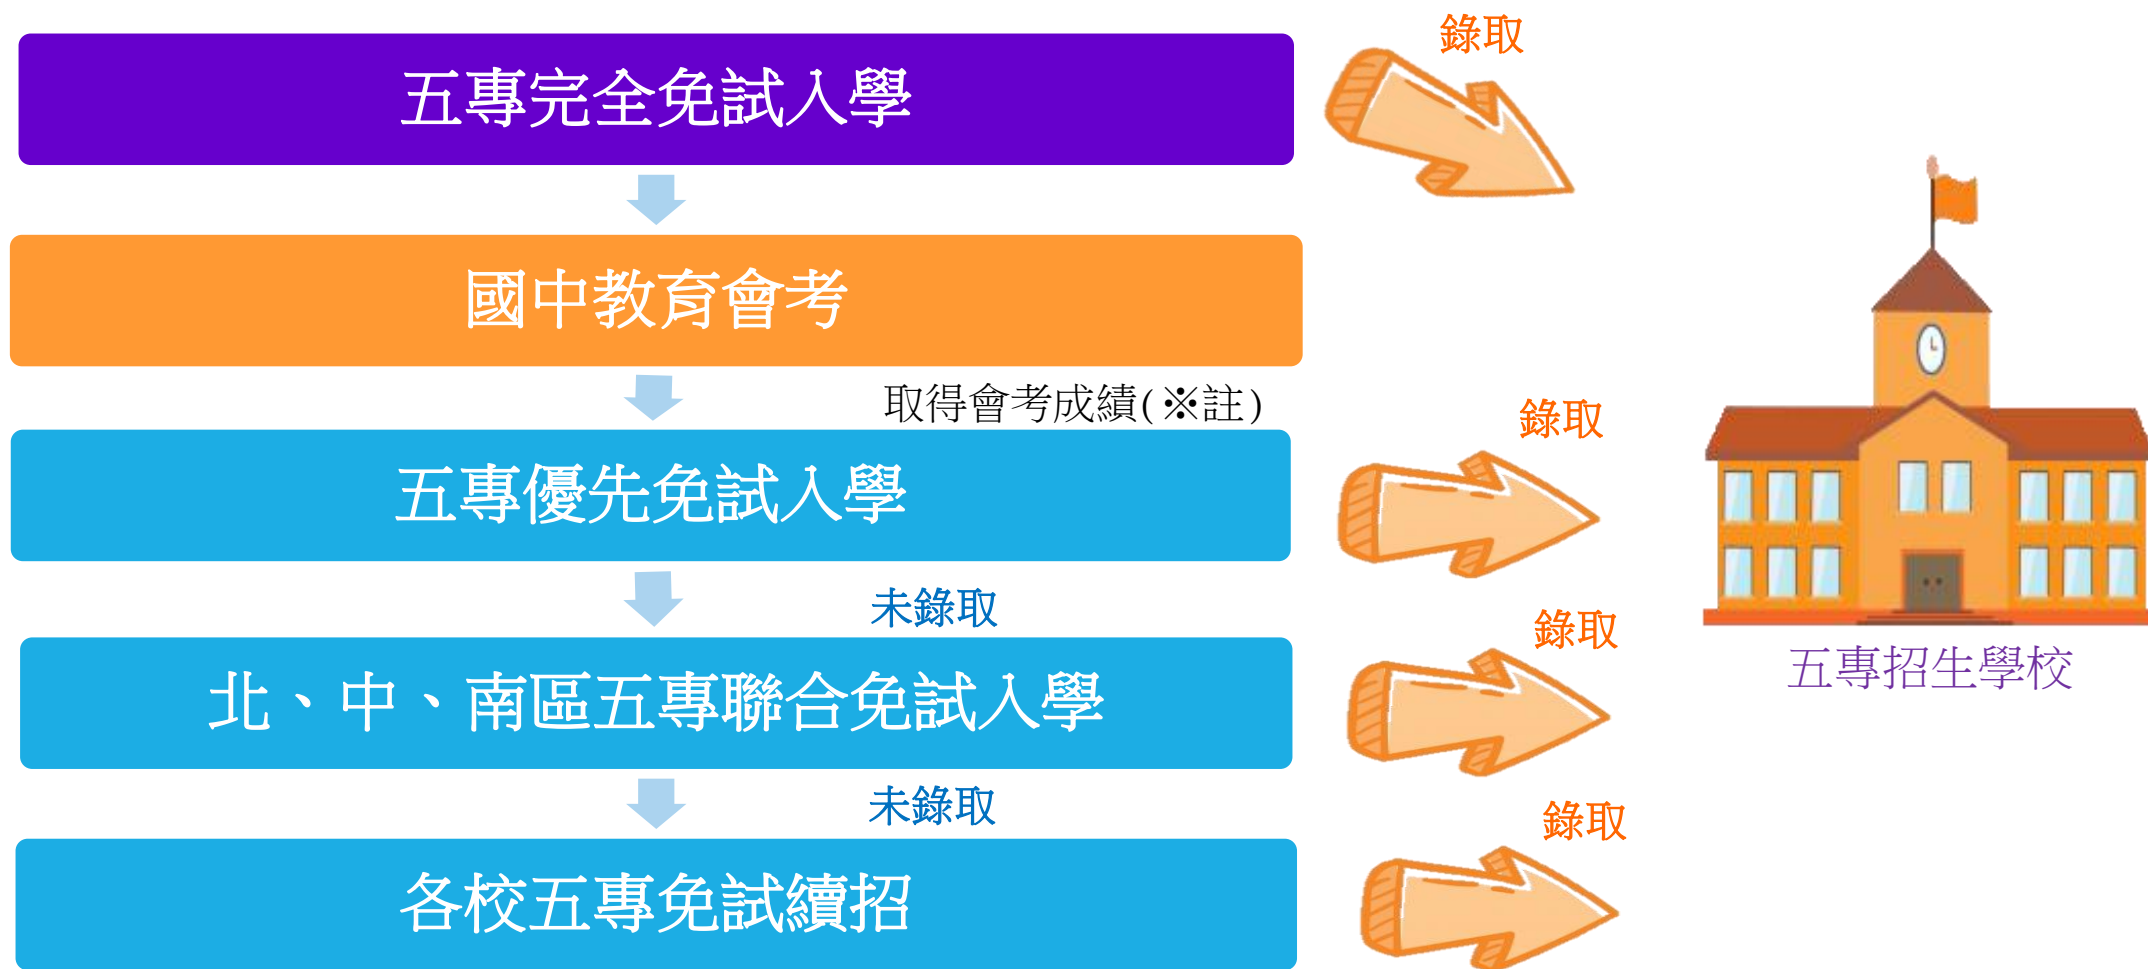 錄取
五專完全免試入學
國中教育會考
取得會考成績(※註)
錄取
五專優先免試入學
未錄取
錄取
五專招生學校
北、中、南區五專聯合免試入學
未錄取
錄取
各校五專免試續招